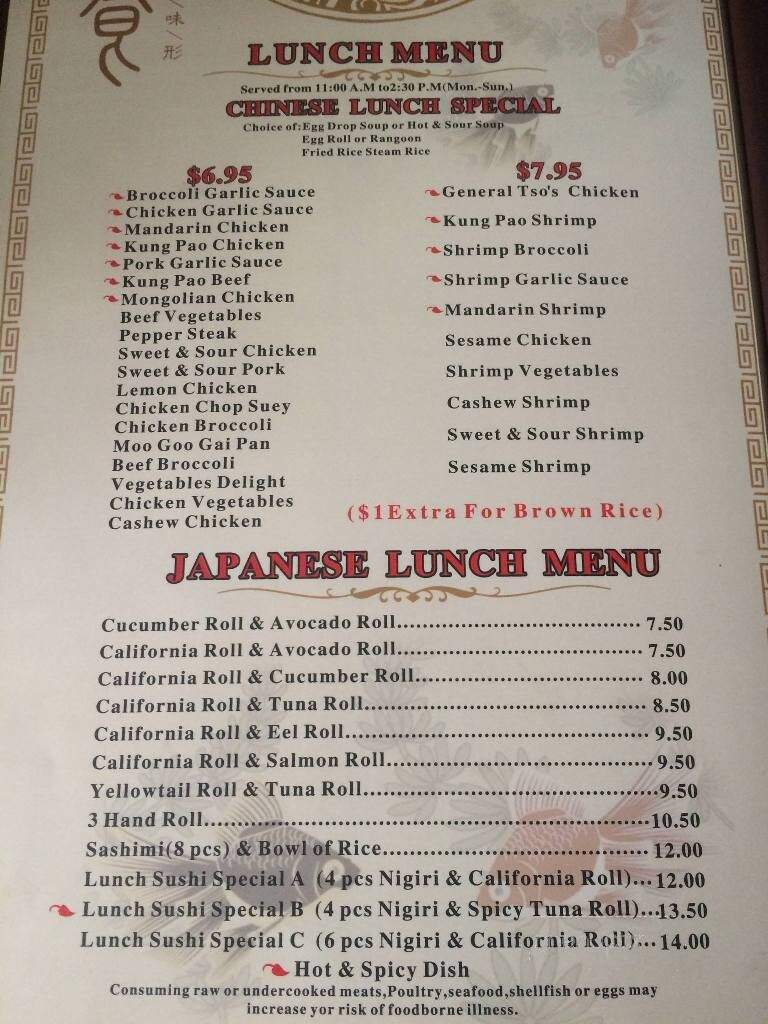 食
味
形
LUNCH MENU
Served from 11:00 A.M to2:30 P.M(Mon.-Sun.)
CHINESE LUNCH SPECIAL
Choice of:Egg Drop Soup or Hot & Sour Soup
Egg Roll or Rangoon
Fried Rice Steam Rice
$6.95
Broccoli Garlic Sauce
Chicken Garlic Sauce
Mandarin Chicken
Kung Pao Chicken
Pork Garlic Sauce
Kung Pao Beef
Mongolian Chicken
Beef Vegetables
Pepper Steak
Sweet & Sour Chicken
Sweet & Sour Pork
Lemon Chicken
Chicken Chop Suey
Chicken Broccoli
Moo Goo Gai Pan
Beef Broccoli
Vegetables Delight
Chicken Vegetables
Cashew Chicken
$7.95
General Tso's Chicken
Kung Pao Shrimp
Shrimp Broccoli
Shrimp Garlic Sauce
Mandarin Shrimp
Sesame Chicken
Shrimp Vegetables
Cashew Shrimp
Sweet & Sour Shrimp
Sesame Shrimp
($1Extra For Brown Rice)
JAPANESE LUNCH MENU
Cucumber Roll & Avocado Roll...................................... 7.50
California Roll & Avocado Roll...................................... 7.50
California Roll & Cucumber Roll.................................... 8.00
California Roll & Tuna Roll............................................ 8.50
California Roll & Eel Roll............................................... 9.50
California Roll & Salmon Roll......................................... 9.50
Yellowtail Roll & Tuna Roll.............................................9.50
3 Hand Roll....................................................................10.50
Sashimi(8 pcs) & Bowl of Rice......................................... 12.00
Lunch Sushi Special A (4 pcs Nigiri & California Roll)... 12.00
Lunch Sushi Special B (4 pcs Nigiri & Spicy Tuna Roll)...13.50
Lunch Sushi Special C (6 pcs Nigiri & California Roll)... 14.00
Hot & Spicy Dish
Consuming raw or undercooked meats,Poultry,seafood,shellfish or eggs may
increase yor risk of foodborne illness.